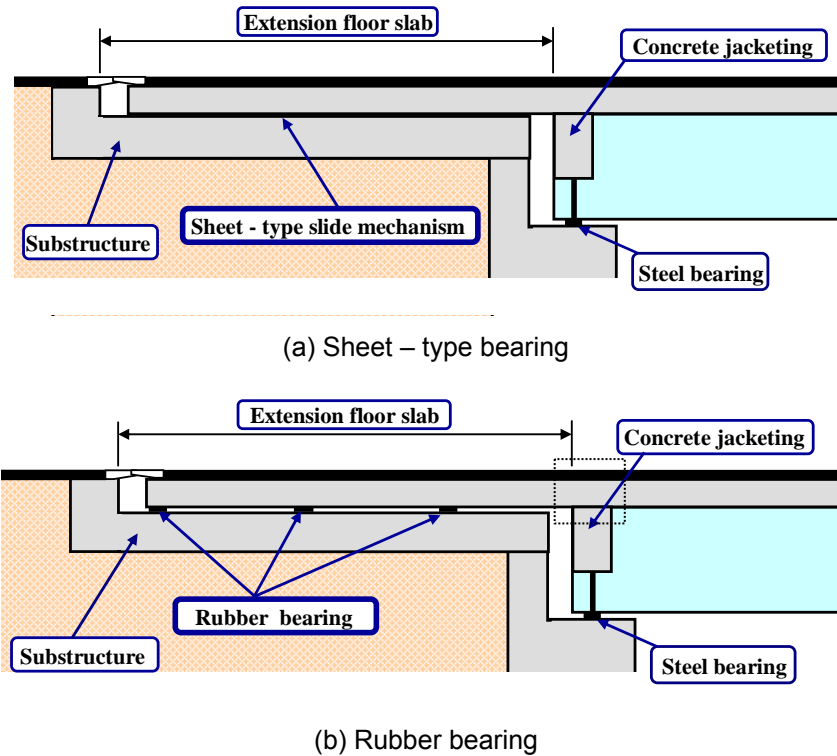 Extension floor slab
Concrete jacketing
Substructure
Sheet - type slide mechanism
Steel bearing
(a) Sheet – type bearing
Extension floor slab
Concrete jacketing
Rubber bearing
Substructure
Steel bearing
(b) Rubber bearing